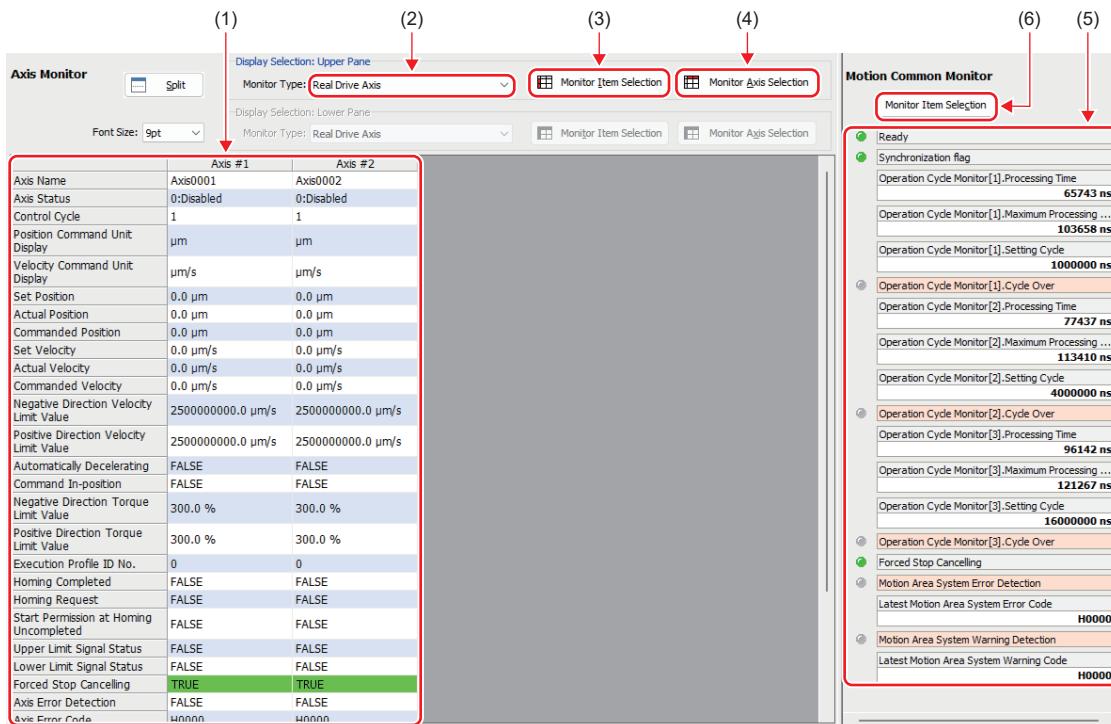 (1) (2) (3) (4) (6) (5)
Axis Monitor
Split
Font Size: 9pt
Display Selection: Upper Pane
Monitor Type: Real Drive Axis
Monitor Item Selection
Monitor Axis Selection
Display Selection: Lower Pane
Monitor Type: Real Drive Axis
Monitor Item Selection
Monitor Axis Selection
Axis #1 Axis #2
Axis Name Axis0001 Axis0002
Axis Status 0:Disabled 0:Disabled
Control Cycle 1 1
Position Command Unit
Display µm µm
Velocity Command Unit
Display µm/s µm/s
Set Position 0.0 µm 0.0 µm
Actual Position 0.0 µm 0.0 µm
Commanded Position 0.0 µm 0.0 µm
Set Velocity 0.0 µm/s 0.0 µm/s
Actual Velocity 0.0 µm/s 0.0 µm/s
Commanded Velocity 0.0 µm/s 0.0 µm/s
Negative Direction Velocity
Limit Value 2500000000.0 µm/s 2500000000.0 µm/s
Positive Direction Velocity
Limit Value 2500000000.0 µm/s 2500000000.0 µm/s
Automatically Decelerating FALSE FALSE
Command In-position FALSE FALSE
Negative Direction Torque
Limit Value 300.0 % 300.0 %
Positive Direction Torque
Limit Value 300.0 % 300.0 %
Execution Profile ID No. 0 0
Homing Completed FALSE FALSE
Homing Request FALSE FALSE
Start Permission at Homing
Uncompleted FALSE FALSE
Upper Limit Signal Status FALSE FALSE
Lower Limit Signal Status FALSE FALSE
Forced Stop Cancelling TRUE TRUE
Axis Error Detection FALSE FALSE
Axis Error Code H0000 H0000
Motion Common Monitor
Monitor Item Selection
Ready
Synchronization flag
Operation Cycle Monitor[1].Processing Time
65743 ns
Operation Cycle Monitor[1].Maximum Processing ...
103658 ns
Operation Cycle Monitor[1].Setting Cycle
1000000 ns
Operation Cycle Monitor[1].Cycle Over
Operation Cycle Monitor[2].Processing Time
77437 ns
Operation Cycle Monitor[2].Maximum Processing ...
113410 ns
Operation Cycle Monitor[2].Setting Cycle
4000000 ns
Operation Cycle Monitor[2].Cycle Over
Operation Cycle Monitor[3].Processing Time
96142 ns
Operation Cycle Monitor[3].Maximum Processing ...
121267 ns
Operation Cycle Monitor[3].Setting Cycle
16000000 ns
Operation Cycle Monitor[3].Cycle Over
Forced Stop Cancelling
Motion Area System Error Detection
Latest Motion Area System Error Code
H0000
Motion Area System Warning Detection
Latest Motion Area System Warning Code
H0000